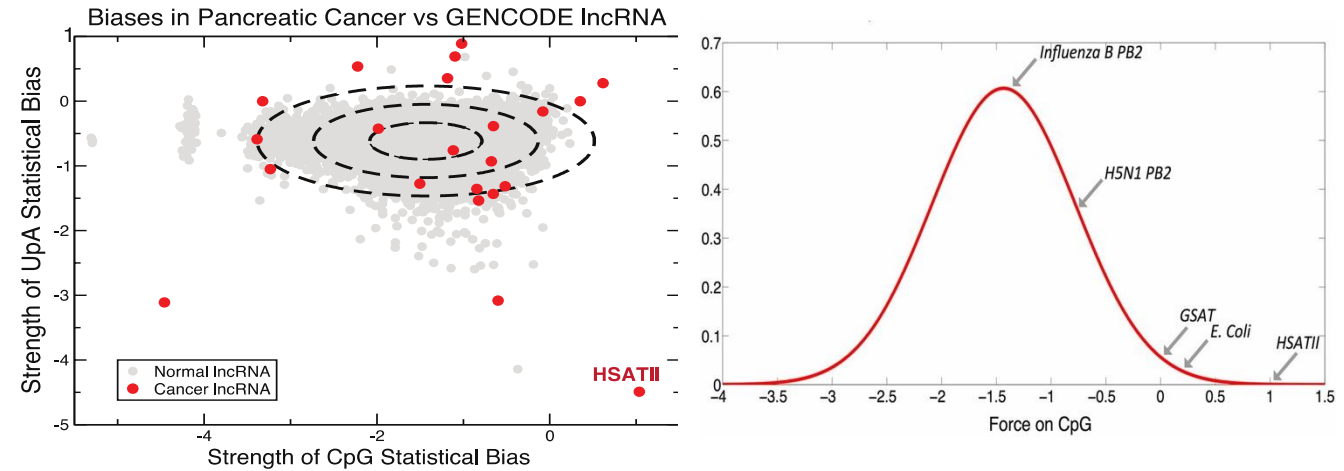 Biases in Pancreatic Cancer vs GENCODE lncRNA
Strength of UpA Statistical Bias
1
0
-1
-2
-3
-4
-5
Normal lncRNA
Cancer lncRNA
HSATII
-4
-2
0
Strength of CpG Statistical Bias
0.7
0.6
0.5
0.4
0.3
0.2
0.1
0
Influenza B PB2
H5N1 PB2
GSAT
E. Coli
HSATII
−4 −3.5 −3 −2.5 −2 −1.5 −1 −0.5 0 0.5 1 1.5
Force on CpG